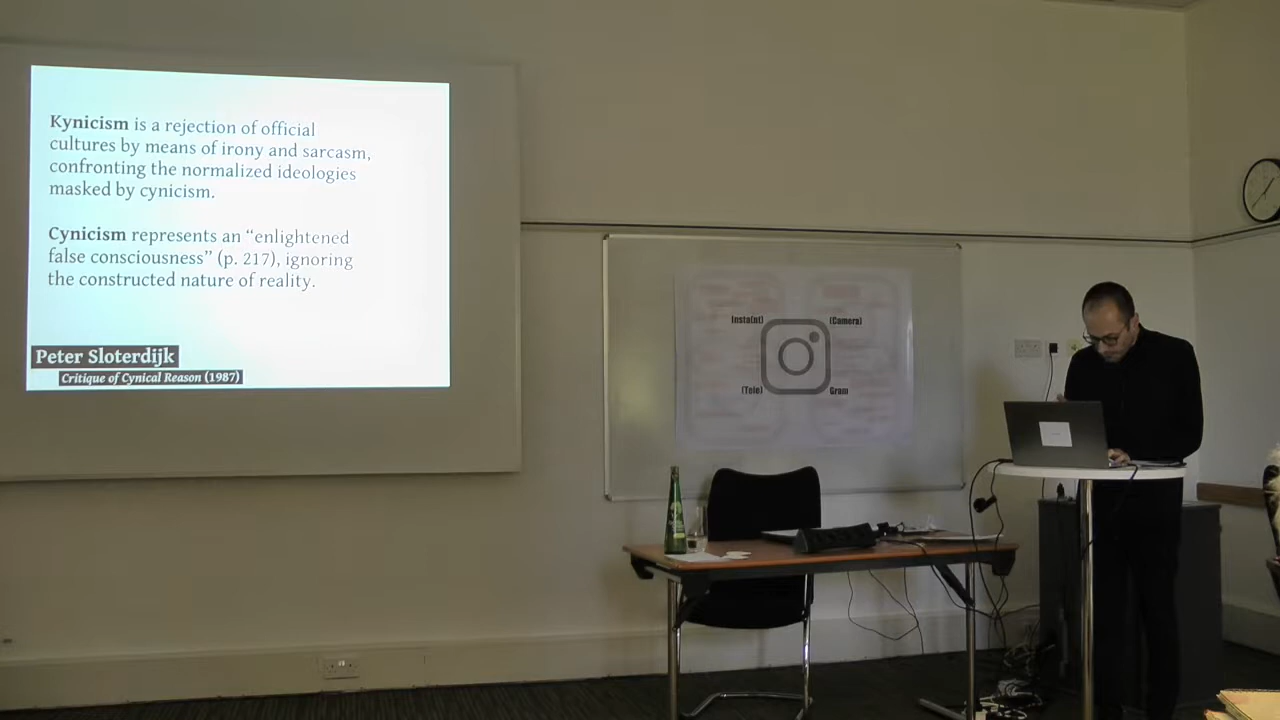 Kynicism is a rejection of official
cultures by means of irony and sarcasm,
confronting the normalized ideologies
masked by cynicism.
Cynicism represents an “enlightened
false consciousness” (p. 217), ignoring
the constructed nature of reality.
Peter Sloterdijk
Critique of Cynical Reason (1987)
Insta(nt)
(Camera)
(Tele)
Gram